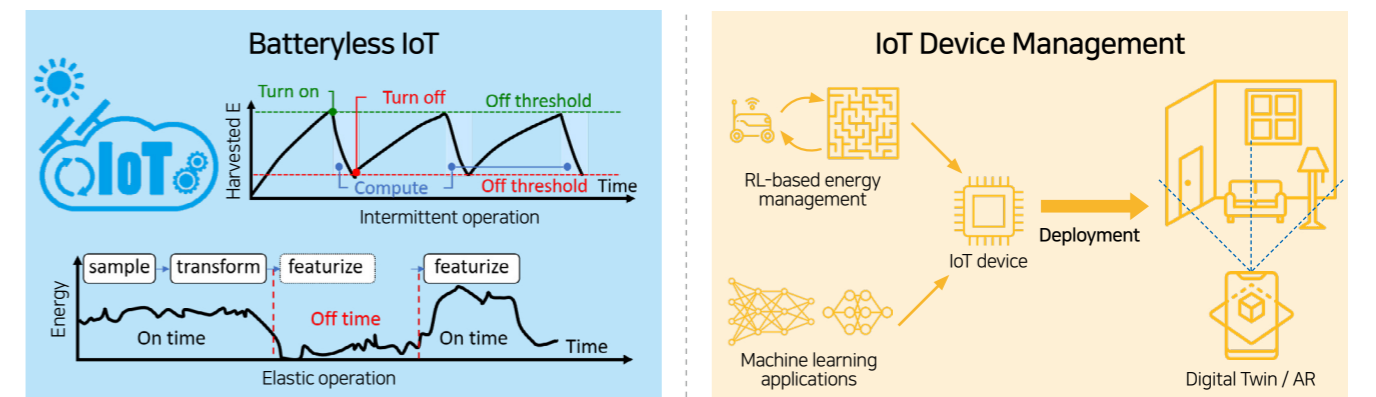 Batteryless IoT
IoT
Harvested E
Turn on
Turn off
Off threshold
Compute
Off threshold
Time
Intermittent operation
Energy
sample
transform
featurize
featurize
On time
Off time
On time
Time
Elastic operation
IoT Device Management
RL-based energy
management
Machine learning
applications
IoT device
Deployment
Digital Twin / AR